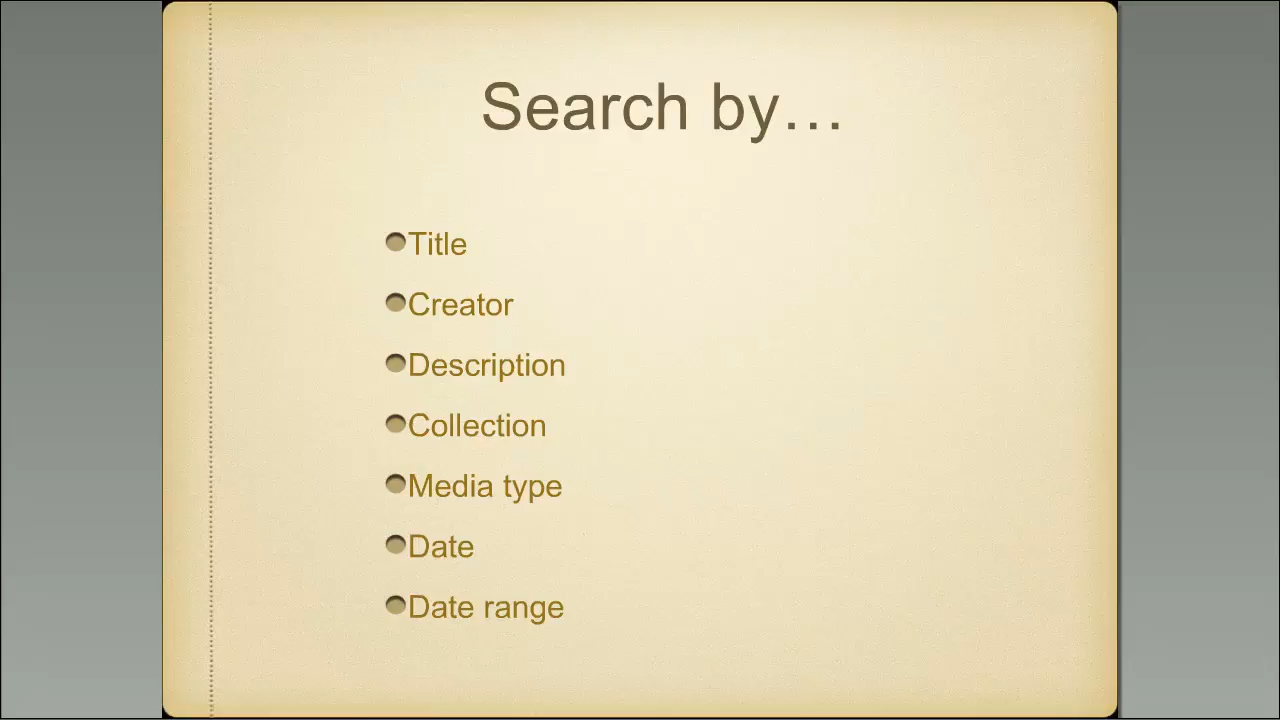 Search by…
Title
Creator
Description
Collection
Media type
Date
Date range